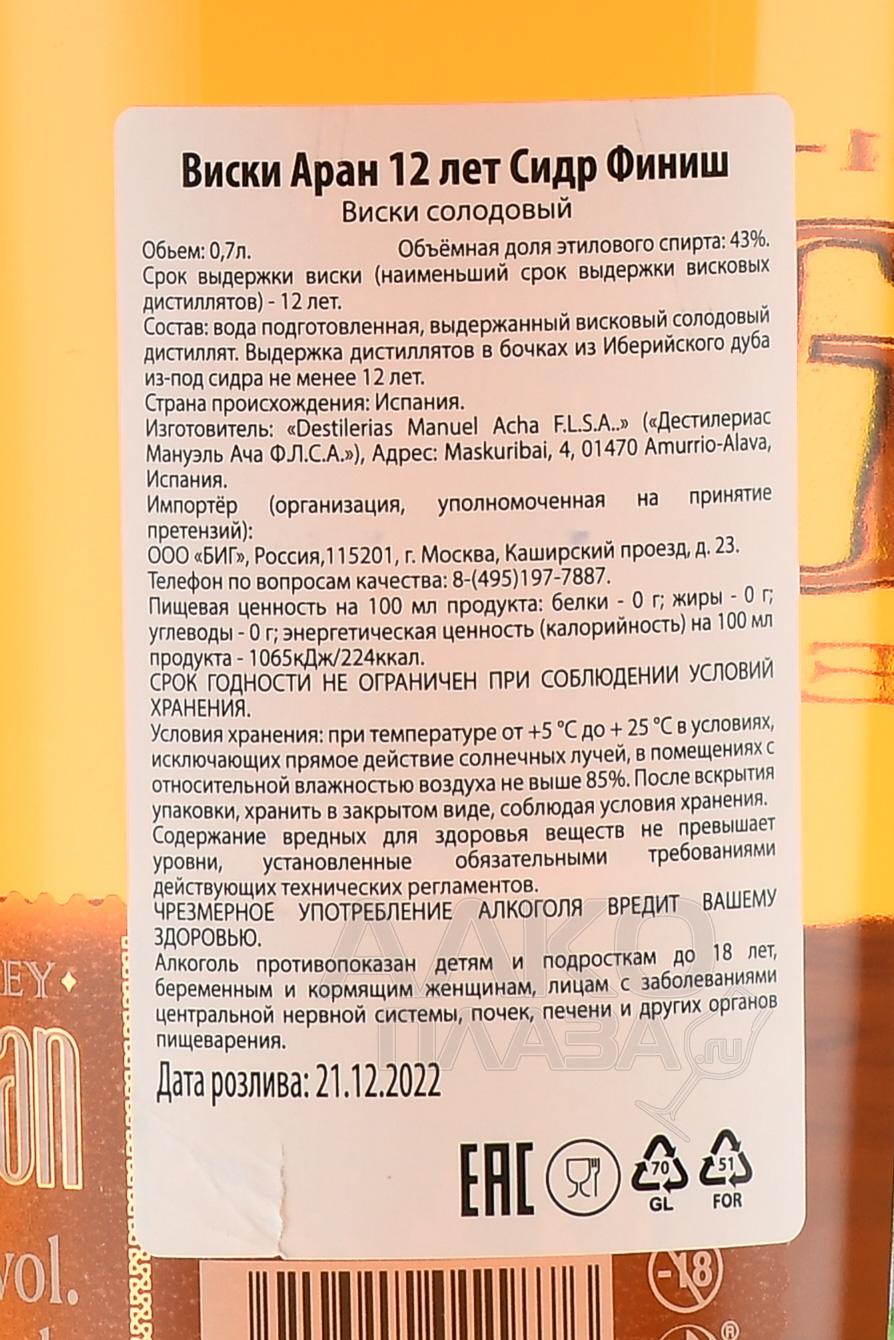 Виски Аран 12 лет Сидр Финиш
Виски солодовый
Обьем: 0,7л. Объёмная доля этилового спирта: 43%.
Срок выдержки виски (наименьший срок выдержки висковых
дистиллятов) - 12 лет.
Состав: вода подготовленная, выдержанный висковый солодовый
дистиллят. Выдержка дистиллятов в бочках из Иберийского дуба
из-под сидра не менее 12 лет.
Страна происхождения: Испания.
Изготовитель: «Destilerias Manuel Acha F.L.S.A..» («Дестилериас
Мануэль Ача Ф.Л.С.А.»), Адрес: Maskuribai, 4, 01470 Amurrio-Alava,
Испания.
Импортёр (организация, уполномоченная на принятие
претензий):
ООО «БИГ», Россия,115201, г. Москва, Каширский проезд, д. 23.
Телефон по вопросам качества: 8-(495)197-7887.
Пищевая ценность на 100 мл продукта: белки - 0 г; жиры - 0 г;
углеводы - 0 г; энергетическая ценность (калорийность) на 100 мл
продукта - 1065кДж/224ккал.
СРОК ГОДНОСТИ НЕ ОГРАНИЧЕН ПРИ СОБЛЮДЕНИИ УСЛОВИЙ
ХРАНЕНИЯ.
Условия хранения: при температуре от +5 °С до + 25 °С в условиях,
исключающих прямое действие солнечных лучей, в помещениях с
относительной влажностью воздуха не выше 85%. После вскрытия
упаковки, хранить в закрытом виде, соблюдая условия хранения.
Содержание вредных для здоровья веществ не превышает
уровни, установленные обязательными требованиями
действующих технических регламентов.
ЧРЕЗМЕРНОЕ УПОТРЕБЛЕНИЕ АЛКОГОЛЯ ВРЕДИТ ВАШЕМУ
ЗДОРОВЬЮ.
Алкоголь противопоказан детям и подросткам до 18 лет,
беременным и кормящим женщинам, лицам с заболеваниями
центральной нервной системы, почек, печени и других органов
пищеварения.
Дата розлива: 21.12.2022
EAC 70 51
GL FOR
АЛКО
ПЛАЗА.ru
EY
an
vol.
-18
®